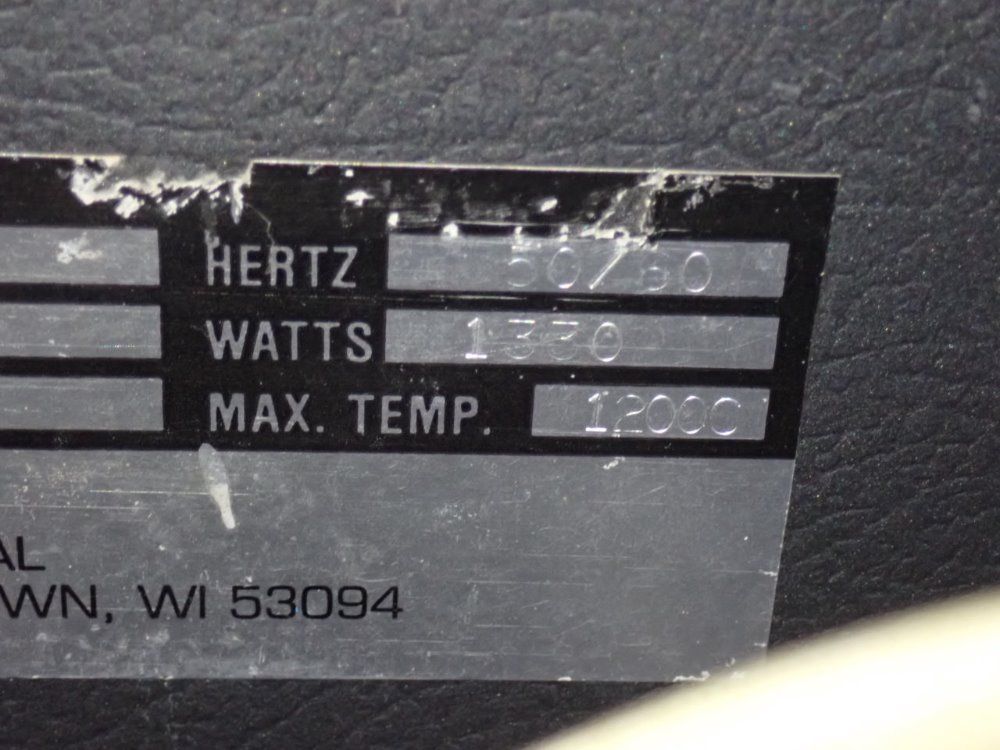 HERTZ 50/60
WATTS 1330
MAX. TEMP. 1200C
AL
WN, WI 53094